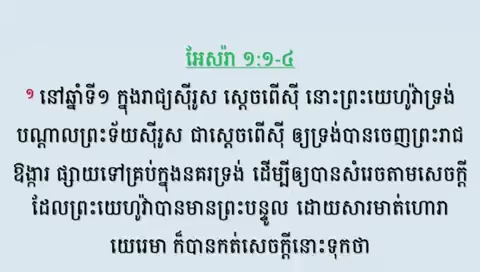 អែសរ៉ា ១:១-៤
១ នៅឆ្នាំទី១ ក្នុងរាជ្យស៊ីរូស ស្តេចពើស៊ី នោះព្រះយេហូវ៉ាទ្រង់
បណ្តាលព្រះទ័យស៊ីរូស ជាស្តេចពើស៊ី ឲ្យទ្រង់បានចេញព្រះរាជ
ឱង្ការ ផ្សាយទៅគ្រប់ក្នុងនគរទ្រង់ ដើម្បីឲ្យបានសំរេចតាមសេចក្តី
ដែលព្រះយេហូវ៉ាបានមានព្រះបន្ទូល ដោយសារមាត់ហោរា
យេរេមា ក៏បានកត់សេចក្តីនោះទុកថា